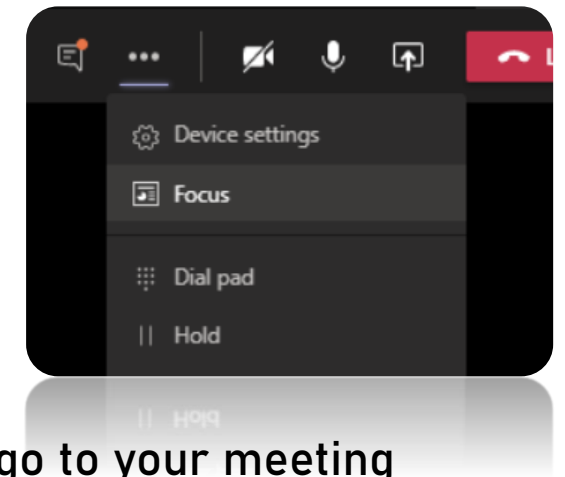 L
Device settings
Focus
Dial pad
Hold
go to your meeting